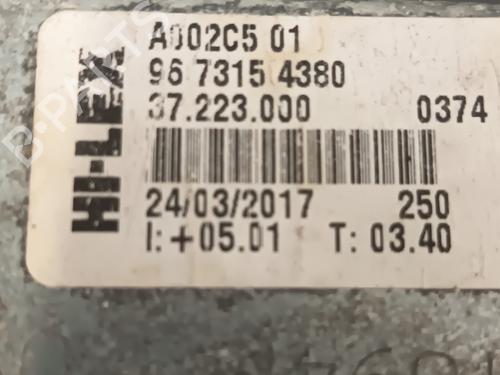 HI-LEX
A002C5 01
96 7315 4380
37.223.000 0374
24/03/2017 250
I: +05.01 T: 03.40